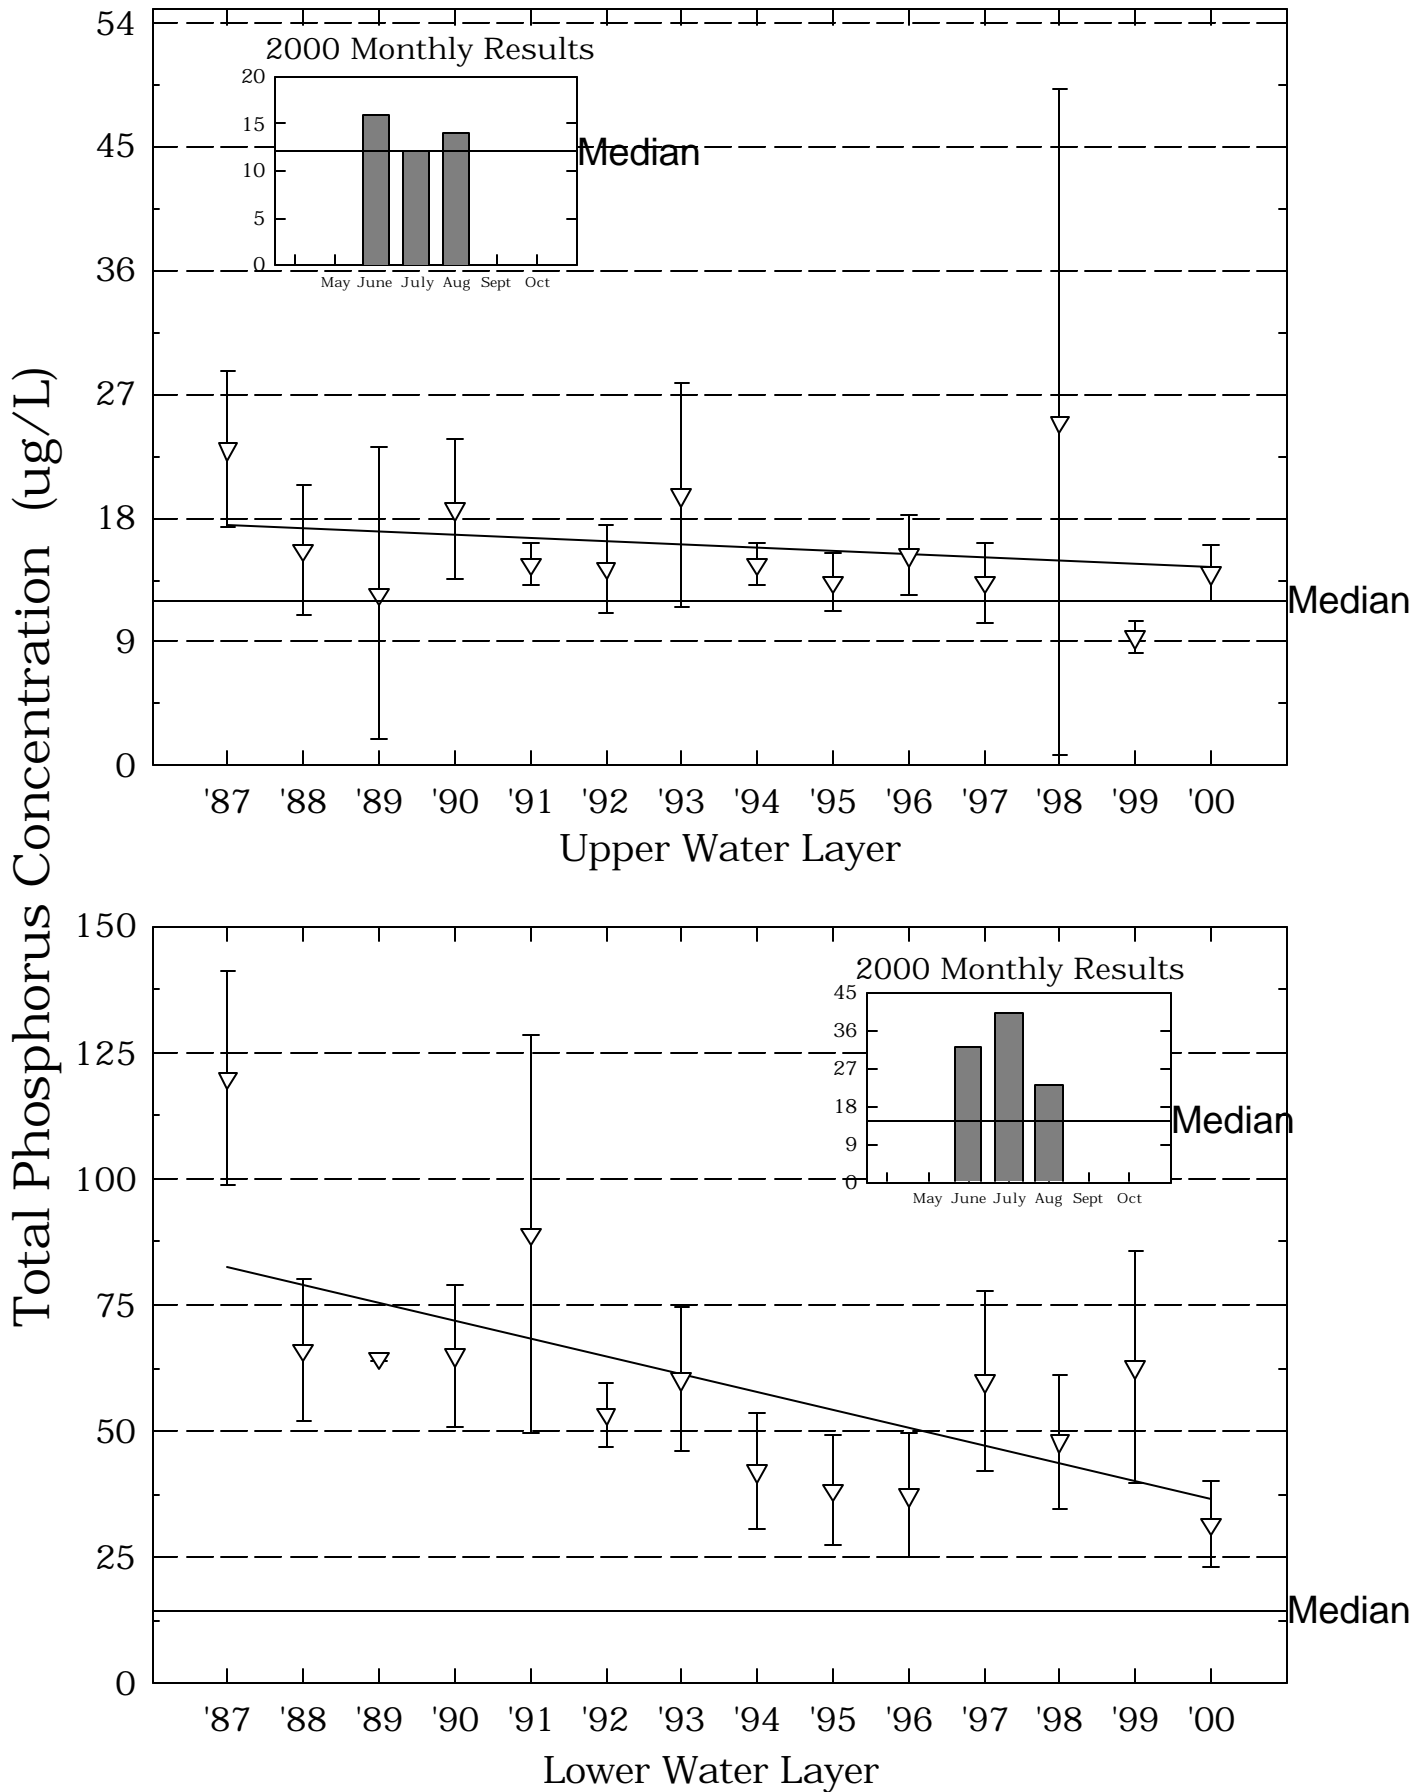 Total Phosphorus Concentration (ug/L)
54
45
36
27
18
9
0
2000 Monthly Results
20
15
10
5
0
Median
May June July Aug Sept Oct
Median
'87 '88 '89 '90 '91 '92 '93 '94 '95 '96 '97 '98 '99 '00
Upper Water Layer
150
125
100
75
50
25
0
2000 Monthly Results
45
36
27
18
9
0
Median
May June July Aug Sept Oct
Median
'87 '88 '89 '90 '91 '92 '93 '94 '95 '96 '97 '98 '99 '00
Lower Water Layer